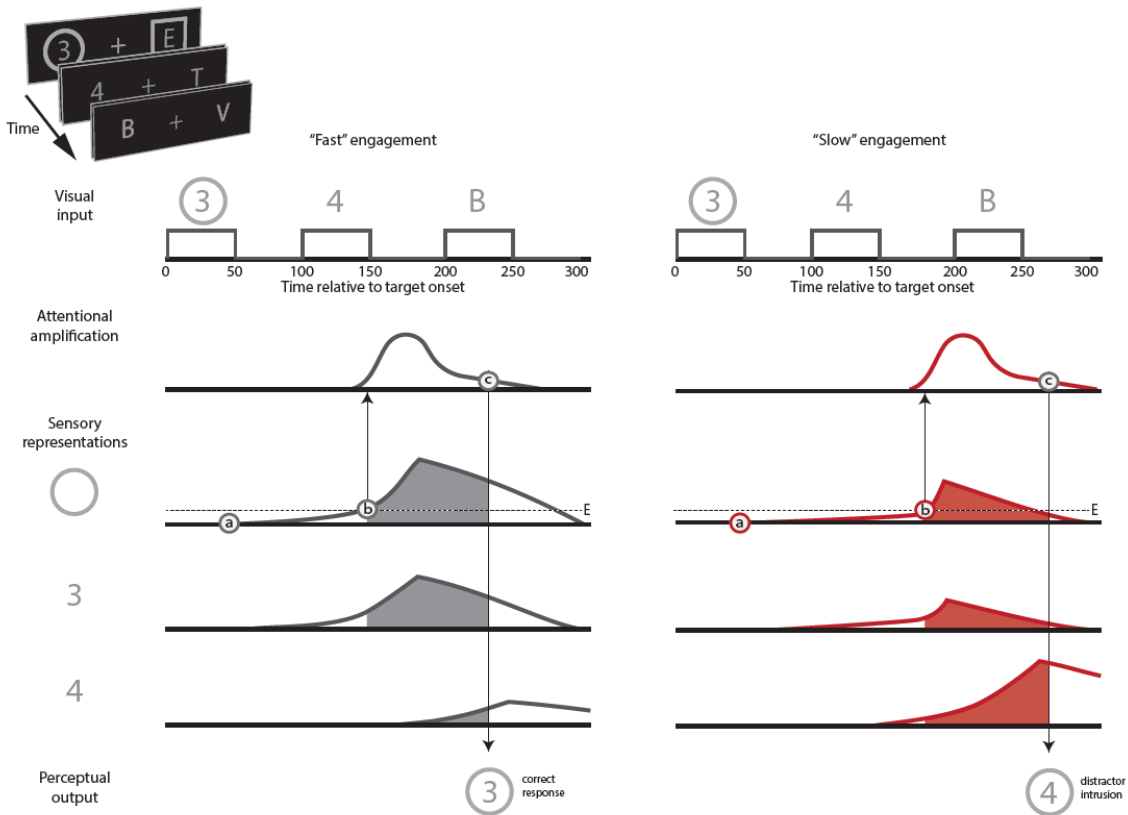 3 + E
4 + T
B + V
Time
"Fast" engagement
"Slow" engagement
Visual
input
3 4 B
0 50 100 150 200 250 300
Time relative to target onset
3 4 B
0 50 100 150 200 250 300
Time relative to target onset
Attentional
amplification
c
c
Sensory
representations
a b E
a b E
3
4
Perceptual
output
3 correct
response
4 distractor
intrusion